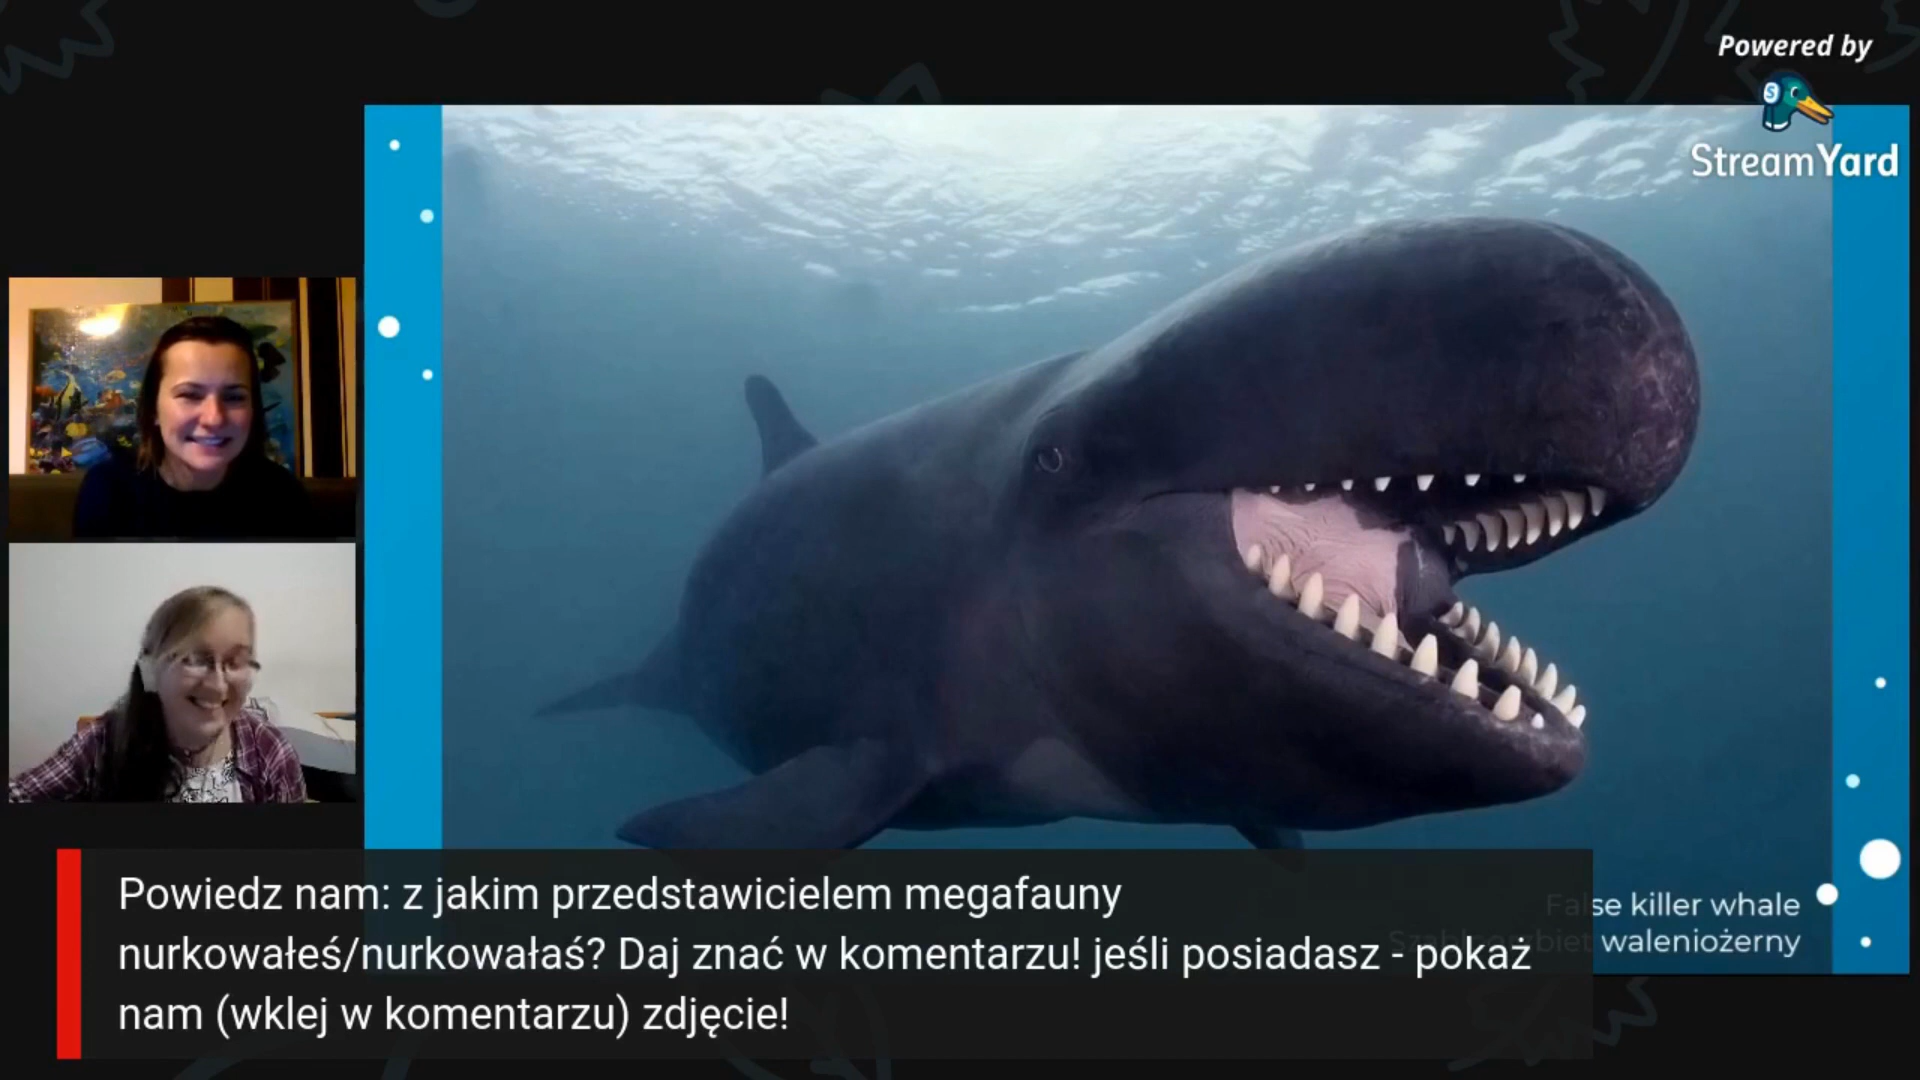 Powered by
StreamYard
False killer whale
waleniożerny
Powiedz nam: z jakim przedstawicielem megafauny
nurkowałeś/nurkowałaś? Daj znać w komentarzu! jeśli posiadasz - pokaż
nam (wklej w komentarzu) zdjęcie!